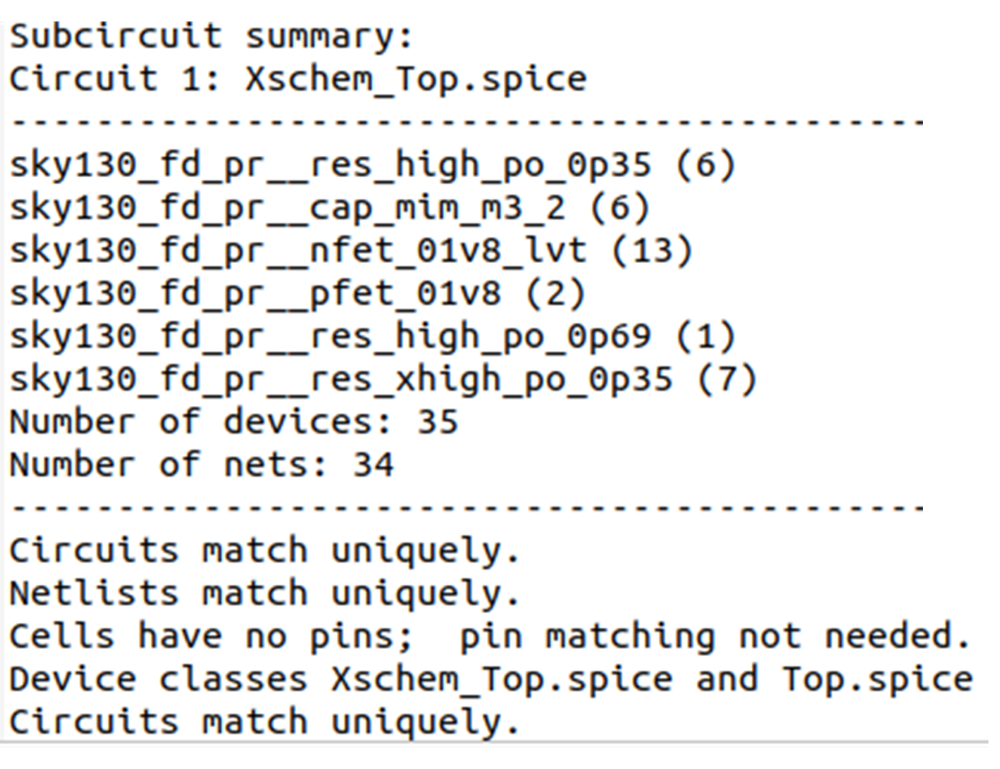 Subcircuit summary:
Circuit 1: Xschem_Top.spice
-------------------------------------------
sky130_fd_pr__res_high_po_0p35 (6)
sky130_fd_pr__cap_mim_m3_2 (6)
sky130_fd_pr__nfet_01v8_lvt (13)
sky130_fd_pr__pfet_01v8 (2)
sky130_fd_pr__res_high_po_0p69 (1)
sky130_fd_pr__res_xhigh_po_0p35 (7)
Number of devices: 35
Number of nets: 34
-------------------------------------------
Circuits match uniquely.
Netlists match uniquely.
Cells have no pins;  pin matching not needed.
Device classes Xschem_Top.spice and Top.spice
Circuits match uniquely.